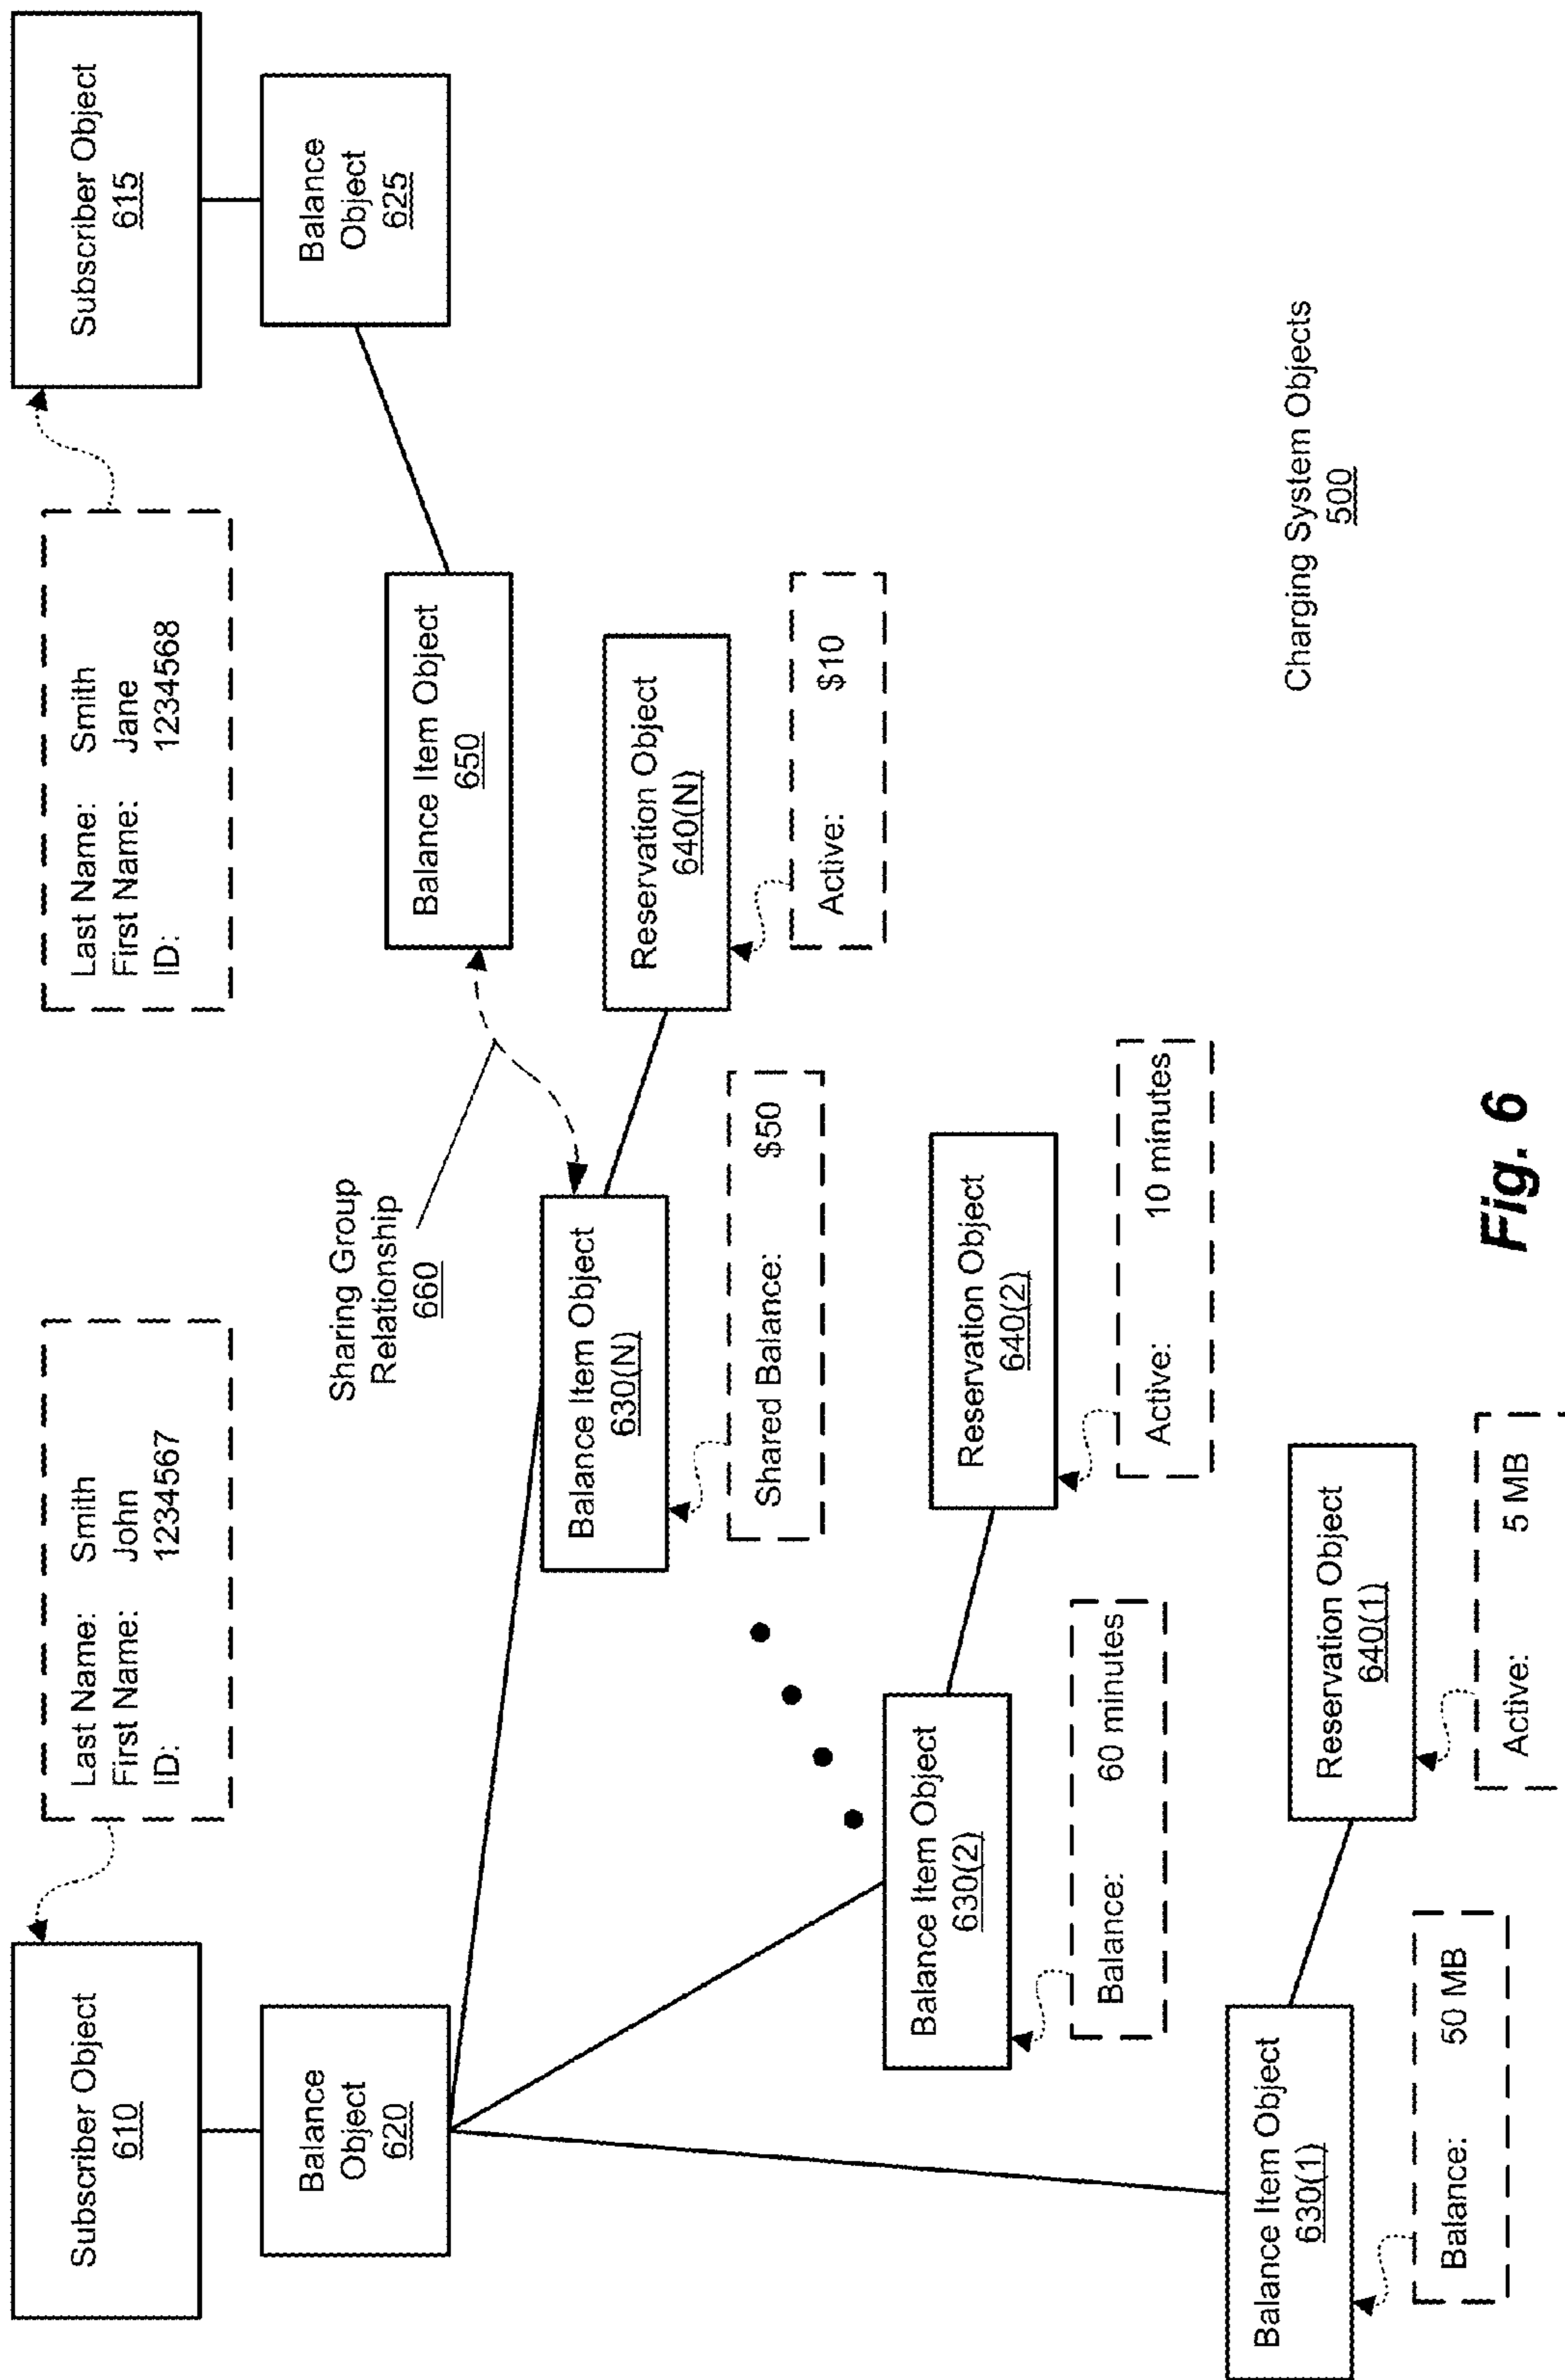 Subscriber Object
610
Last Name: Smith
First Name: John
ID: 1234567
Last Name: Smith
First Name: Jane
ID: 1234568
Subscriber Object
615
Balance
Object
620
Balance
Object
625
Sharing Group
Relationship
660
Balance Item Object
650
Balance Item Object
630(N)
Reservation Object
640(N)
Shared Balance: $50
Active: $10
Balance Item Object
630(2)
Reservation Object
640(2)
Balance: 60 minutes
Active: 10 minutes
Balance Item Object
630(1)
Reservation Object
640(1)
Balance: 50 MB
Active: 5 MB
Charging System Objects
500
Fig. 6